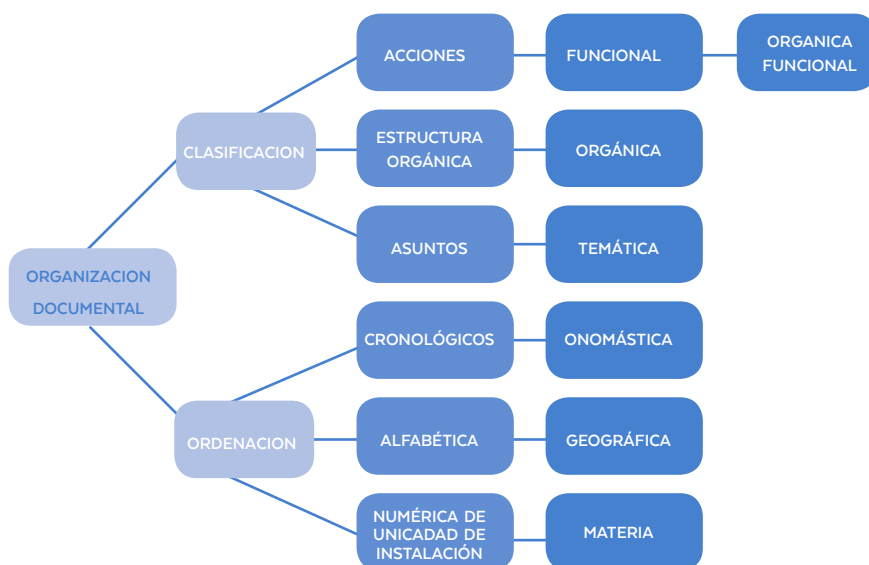 ACCIONES
FUNCIONAL
ORGANICA
FUNCIONAL
CLASIFICACION
ESTRUCTURA
ORGÁNICA
ORGÁNICA
ASUNTOS
TEMÁTICA
ORGANIZACION
DOCUMENTAL
CRONOLÓGICOS
ONOMÁSTICA
ORDENACION
ALFABÉTICA
GEOGRÁFICA
NUMÉRICA DE
UNICADAD DE
INSTALACIÓN
MATERIA